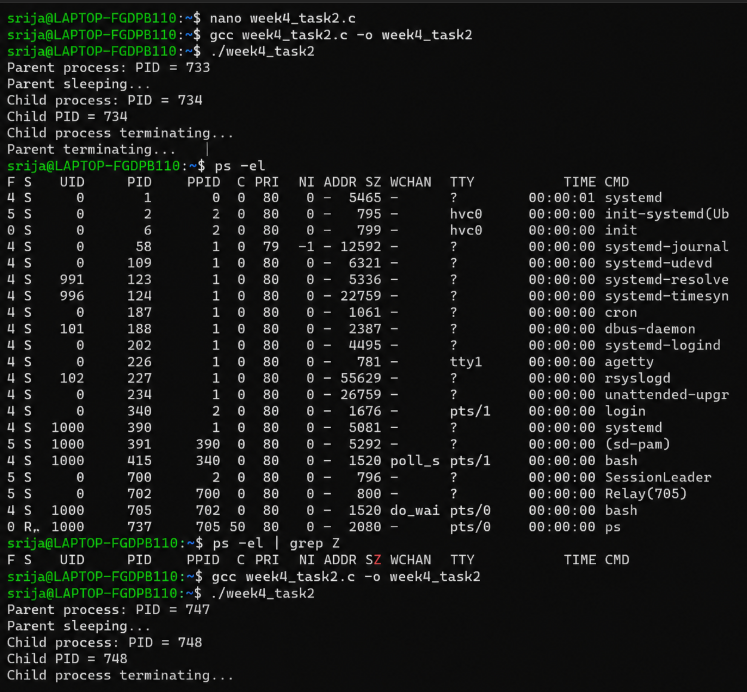 srija@LAPTOP-FGDPB110:~$ nano week4_task2.c
srija@LAPTOP-FGDPB110:~$ gcc week4_task2.c -o week4_task2
srija@LAPTOP-FGDPB110:~$ ./week4_task2
Parent process: PID = 733
Parent sleeping...
Child process: PID = 734
Child PID = 734
Child process terminating...
Parent terminating...
srija@LAPTOP-FGDPB110:~$ ps -el
F S   UID     PID    PPID  C PRI  NI ADDR SZ WCHAN  TTY          TIME CMD
4 S     0       1       0  0  80   0 -  5465 -      ?        00:00:01 systemd
5 S     0       2       2  0  80   0 -   795 -      hvc0     00:00:00 init-systemd(Ub
0 S     0       6       2  0  80   0 -   799 -      hvc0     00:00:00 init
4 S     0      58       1  0  79  -1 - 12592 -      ?        00:00:00 systemd-journal
4 S     0     109       1  0  80   0 -  6321 -      ?        00:00:00 systemd-udevd
4 S   991     123       1  0  80   0 -  5336 -      ?        00:00:00 systemd-resolve
4 S   996     124       1  0  80   0 - 22759 -      ?        00:00:00 systemd-timesyn
4 S     0     187       1  0  80   0 -  1061 -      ?        00:00:00 cron
4 S   101     188       1  0  80   0 -  2387 -      ?        00:00:00 dbus-daemon
4 S     0     202       1  0  80   0 -  4495 -      ?        00:00:00 systemd-logind
4 S     0     226       1  0  80   0 -   781 -      tty1     00:00:00 agetty
4 S   102     227       1  0  80   0 - 55629 -      ?        00:00:00 rsyslogd
4 S     0     234       1  0  80   0 - 26759 -      ?        00:00:00 unattended-upgr
4 S     0     340       2  0  80   0 -  1676 -      pts/1    00:00:00 login
4 S  1000     390       1  0  80   0 -  5081 -      ?        00:00:00 systemd
5 S  1000     391     390  0  80   0 -  5292 -      ?        00:00:00 (sd-pam)
4 S  1000     415     340  0  80   0 -  1520 poll_s pts/1    00:00:00 bash
5 S     0     700       2  0  80   0 -   796 -      ?        00:00:00 SessionLeader
5 S     0     702     700  0  80   0 -   800 -      ?        00:00:00 Relay(705)
4 S  1000     705     702  0  80   0 -  1520 do_wai pts/0    00:00:00 bash
0 R… 1000     737     705 50  80   0 -  2080 -      pts/0    00:00:00 ps
srija@LAPTOP-FGDPB110:~$ ps -el | grep Z
F S   UID     PID    PPID  C PRI  NI ADDR SZ WCHAN  TTY          TIME CMD
srija@LAPTOP-FGDPB110:~$ gcc week4_task2.c -o week4_task2
srija@LAPTOP-FGDPB110:~$ ./week4_task2
Parent process: PID = 747
Parent sleeping...
Child process: PID = 748
Child PID = 748
Child process terminating...